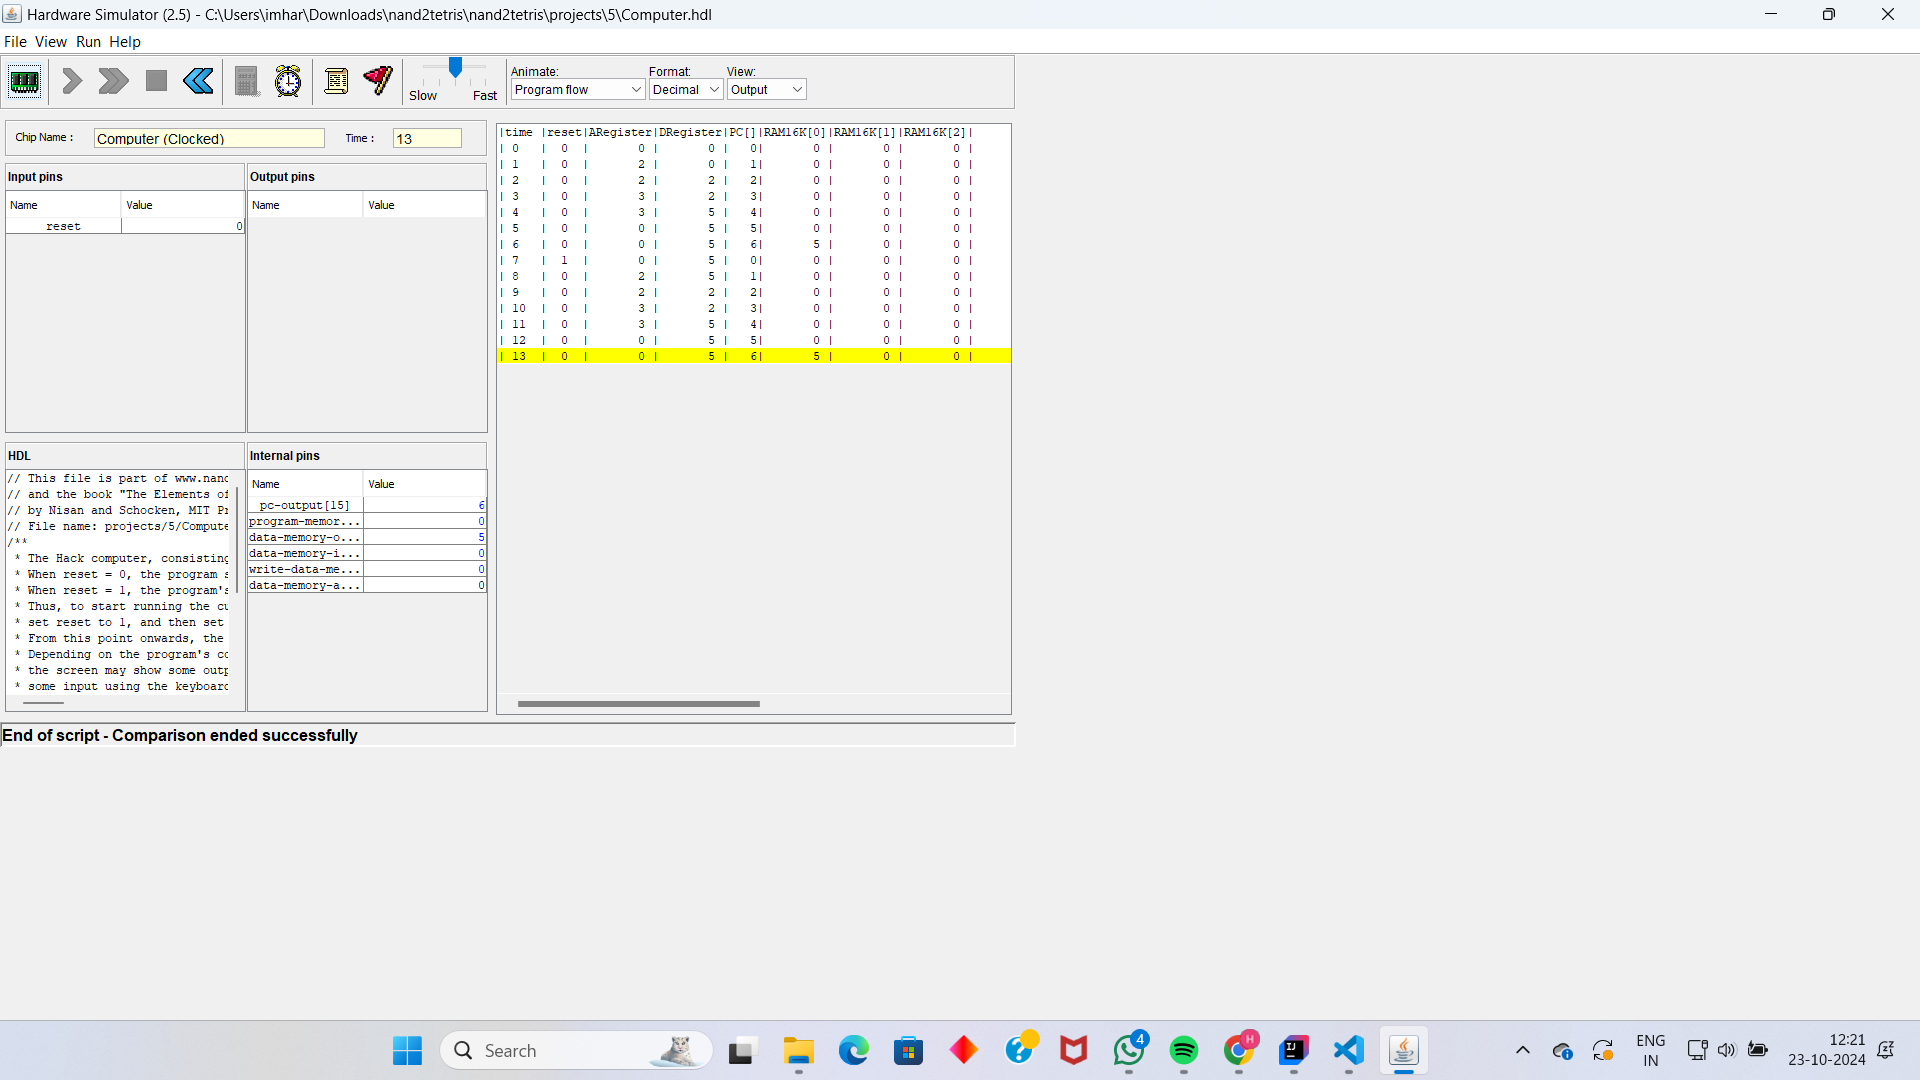 Hardware Simulator (2.5) - C:\Users\imhar\Downloads\nand2tetris\nand2tetris\projects\5\Computer.hdl
File View Run Help
Slow Fast
Animate: Format: View:
Program flow Decimal Output
Chip Name : Computer (Clocked) Time : 13
Input pins Output pins
Name Value Name Value
reset 0
HDL Internal pins
// This file is part of www.nand
// and the book "The Elements of
// by Nisan and Schocken, MIT Pr
// File name: projects/5/Compute
/**
* The Hack computer, consisting
* When reset = 0, the program s
* When reset = 1, the program's
* Thus, to start running the cu
* set reset to 1, and then set
* From this point onwards, the
* Depending on the program's co
* the screen may show some outp
* some input using the keyboard
Name Value
pc-output[15] 6
program-memor... 0
data-memory-o... 5
data-memory-i... 0
write-data-me... 0
data-memory-a... 0
|time |reset|ARegister|DRegister|PC[]|RAM16K[0]|RAM16K[1]|RAM16K[2]|
| 0 | 0 | 0 | 0 | 0| 0 | 0 | 0 |
| 1 | 0 | 2 | 0 | 1| 0 | 0 | 0 |
| 2 | 0 | 2 | 2 | 2| 0 | 0 | 0 |
| 3 | 0 | 3 | 2 | 3| 0 | 0 | 0 |
| 4 | 0 | 3 | 5 | 4| 0 | 0 | 0 |
| 5 | 0 | 0 | 5 | 5| 0 | 0 | 0 |
| 6 | 0 | 0 | 5 | 6| 5 | 0 | 0 |
| 7 | 1 | 0 | 5 | 0| 0 | 0 | 0 |
| 8 | 0 | 2 | 5 | 1| 0 | 0 | 0 |
| 9 | 0 | 2 | 2 | 2| 0 | 0 | 0 |
| 10 | 0 | 3 | 2 | 3| 0 | 0 | 0 |
| 11 | 0 | 3 | 5 | 4| 0 | 0 | 0 |
| 12 | 0 | 0 | 5 | 5| 0 | 0 | 0 |
| 13 | 0 | 0 | 5 | 6| 5 | 0 | 0 |
End of script - Comparison ended successfully
Search
4
H
IJ
ENG
IN
12:21
23-10-2024